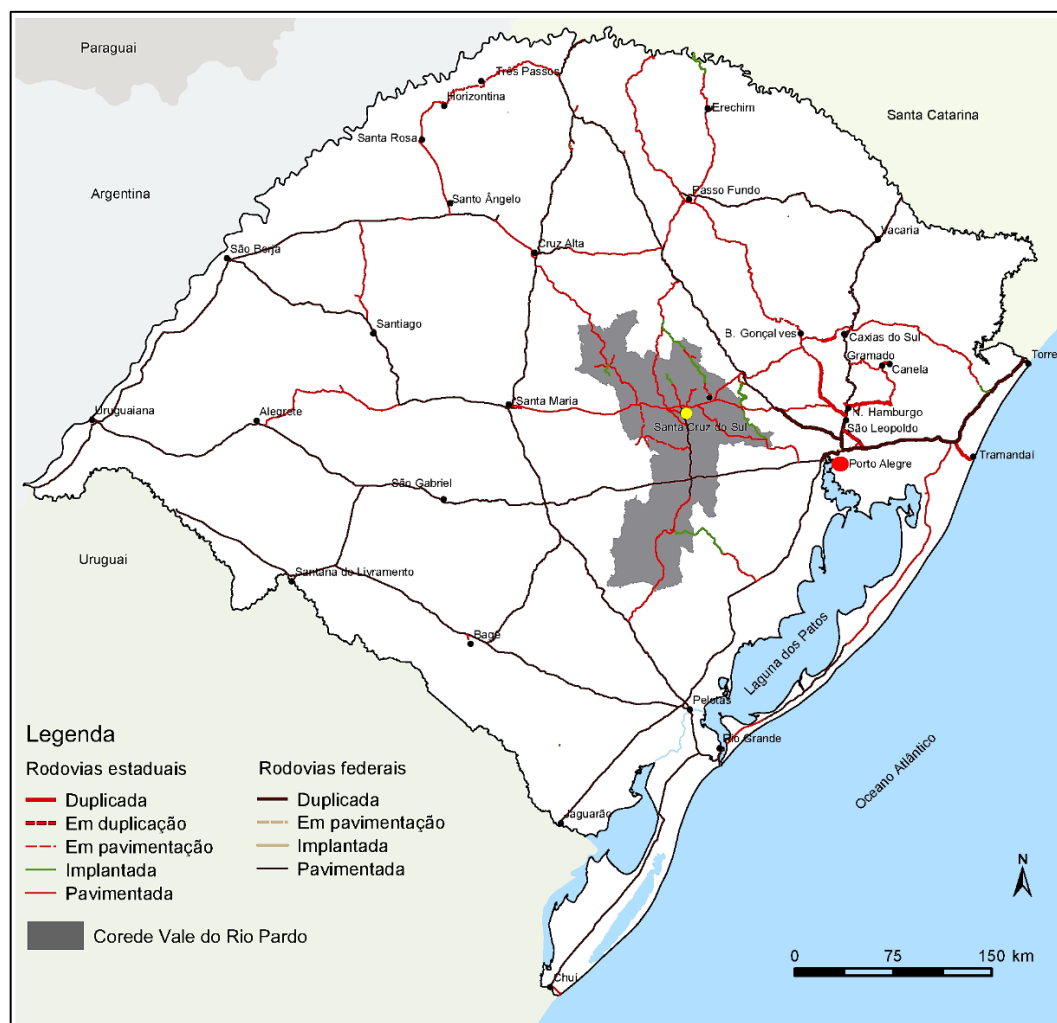 Paraguai
Três Passos
Horizontina
Erechim
Santa Catarina
Santa Rosa
Argentina
Passo Fundo
Santo Ângelo
Vacaria
Cruz Alta
São Borja
Santiago
B. Gonçalves
Caxias do Sul
Gramado
Torre
Canela
Uruguaiana
Alegrete
Santa Maria
N. Hamburgo
Santa Cruz do Sul
São Leopoldo
Tramandaí
Porto Alegre
São Gabriel
Uruguai
Santana do Livramento
Bagé
Laguna dos Patos
Pelotas
Rio Grande
Oceano Atlântico
Jaguarão
Chuí
Legenda
Rodovias estaduais
Duplicada
Em duplicação
Em pavimentação
Implantada
Pavimentada
Rodovias federais
Duplicada
Em pavimentação
Implantada
Pavimentada
Corede Vale do Rio Pardo
N
0 75 150 km